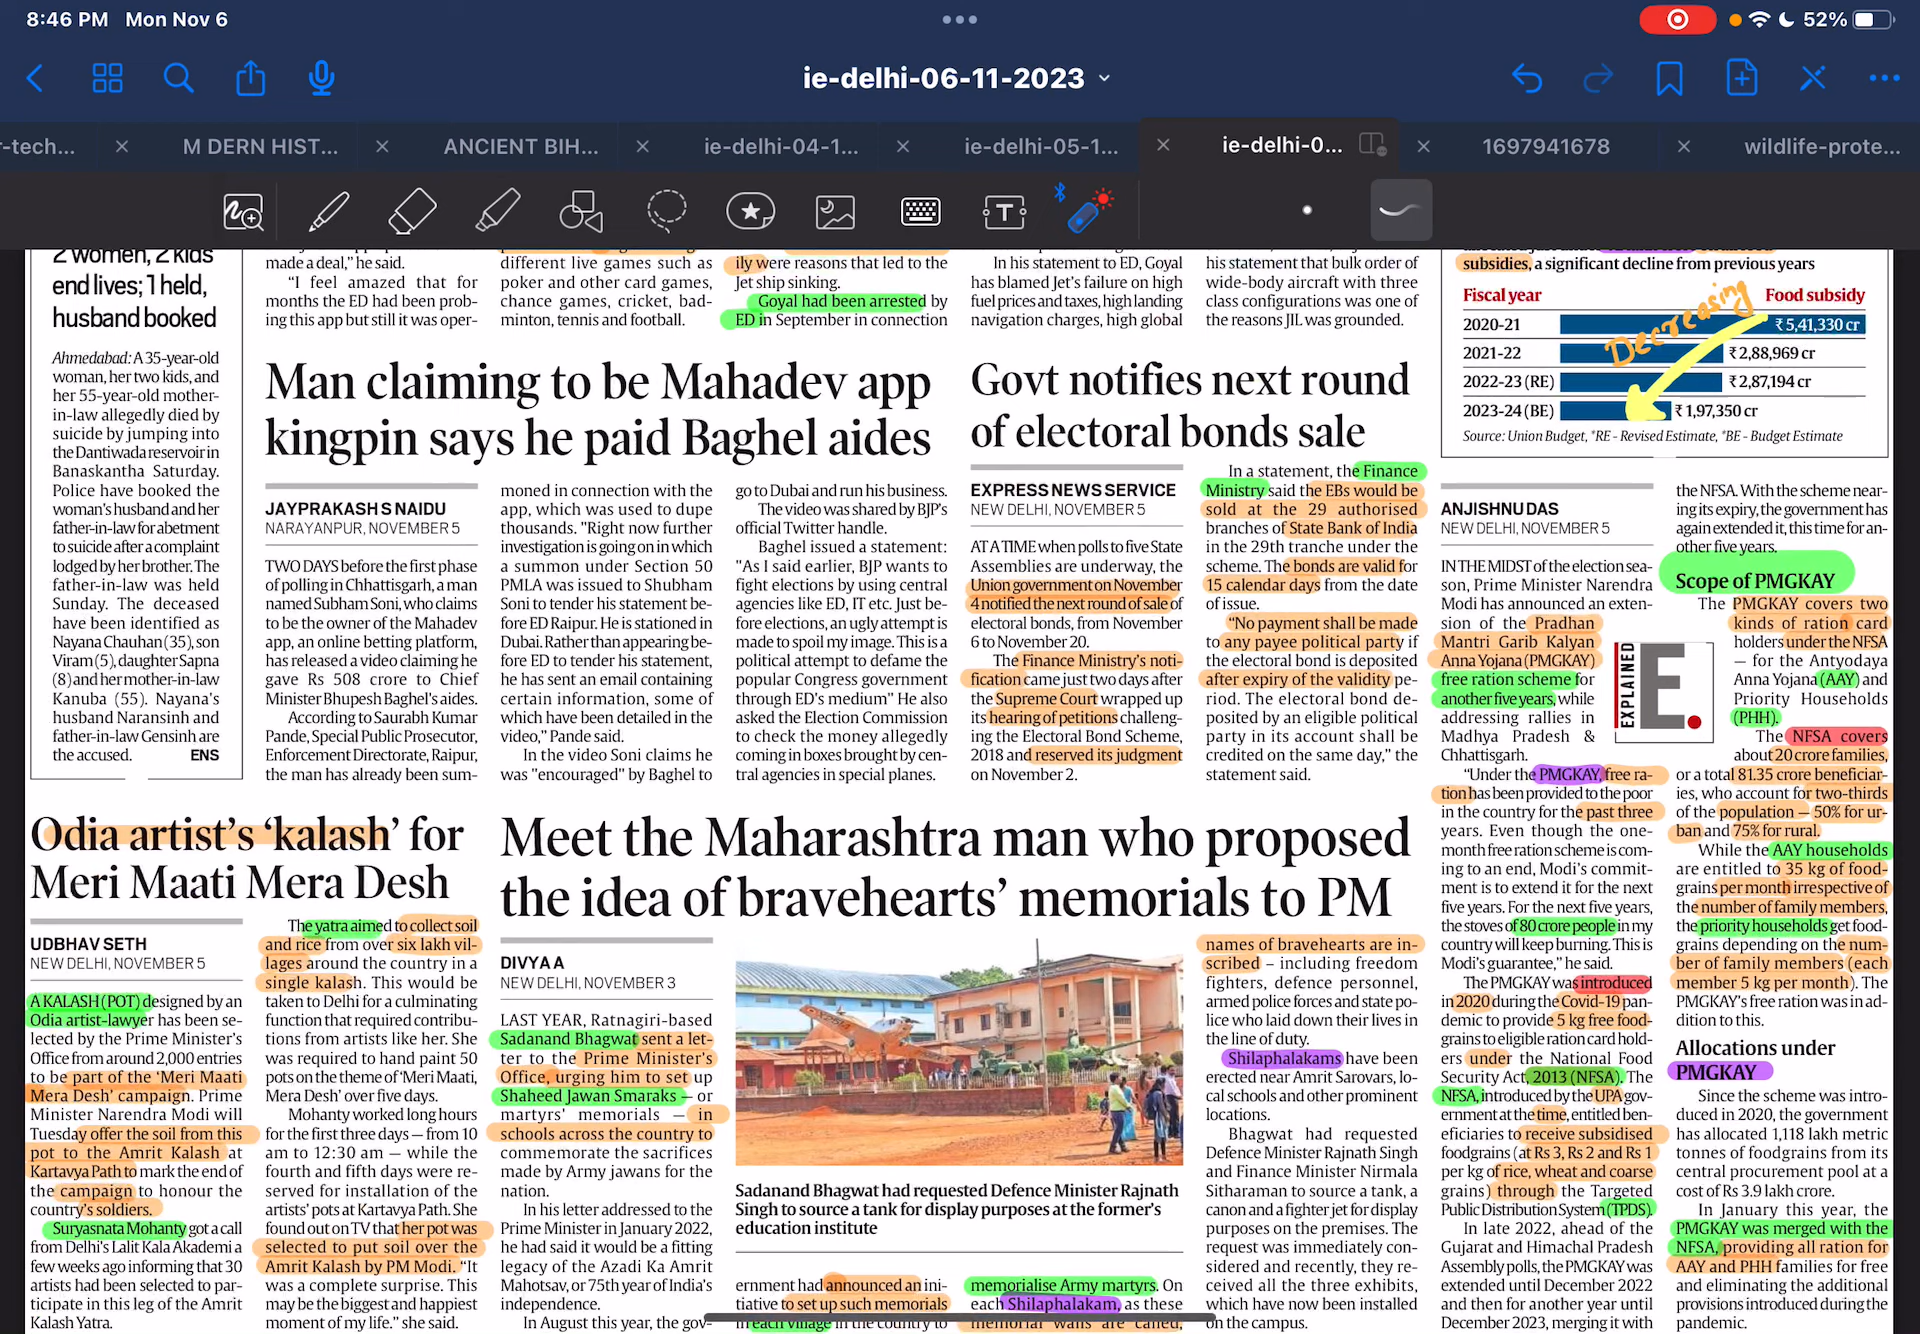 8:46 PM Mon Nov 6
52%
ie-delhi-06-11-2023
r-tech...
M DERN HIST...
ANCIENT BIH...
ie-delhi-04-1...
ie-delhi-05-1...
ie-delhi-0...
1697941678
wildlife-prote...
2 women, 2 kids
end lives; 1 held,
husband booked
Ahmedabad: A 35-year-old
woman, her two kids, and
her 55-year-old mother-
in-law allegedly died by
suicide by jumping into
the Dantiwada reservoir in
Banaskantha Saturday.
Police have booked the
woman's husband and her
father-in-law for abetment
to suicide after a complaint
lodged by her brother. The
father-in-law was held
Sunday. The deceased
have been identified as
Nayana Chauhan (35), son
Viram (5), daughter Sapna
(8) and her mother-in-law
Kanuba (55). Nayana's
husband Naransinh and
father-in-law Gensinh are
the accused. ENS
made a deal," he said.
"I feel amazed that for
months the ED had been prob-
ing this app but still it was oper-
different live games such as
poker and other card games,
chance games, cricket, bad-
minton, tennis and football.
ily were reasons that led to the
Jet ship sinking.
Goyal had been arrested by
ED in September in connection
In his statement to ED, Goyal
has blamed Jet's failure on high
fuel prices and taxes, high landing
navigation charges, high global
his statement that bulk order of
wide-body aircraft with three
class configurations was one of
the reasons JIL was grounded.
Man claiming to be Mahadev app
kingpin says he paid Baghel aides
JAYPRAKASH S NAIDU
NARAYANPUR, NOVEMBER 5
TWO DAYS before the first phase
of polling in Chhattisgarh, a man
named Subham Soni, who claims
to be the owner of the Mahadev
app, an online betting platform,
has released a video claiming he
gave Rs 508 crore to Chief
Minister Bhupesh Baghel's aides.
According to Saurabh Kumar
Pande, Special Public Prosecutor,
Enforcement Directorate, Raipur,
the man has already been sum-
moned in connection with the
app, which was used to dupe
thousands. "Right now further
investigation is going on in which
a summon under Section 50
PMLA was issued to Shubham
Soni to tender his statement be-
fore ED Raipur. He is stationed in
Dubai. Rather than appearing be-
fore ED to tender his statement,
he has sent an email containing
certain information, some of
which have been detailed in the
video," Pande said.
In the video Soni claims he
was "encouraged" by Baghel to
go to Dubai and run his business.
The video was shared by BJP's
official Twitter handle.
Baghel issued a statement:
"As I said earlier, BJP wants to
fight elections by using central
agencies like ED, IT etc. Just be-
fore elections, an ugly attempt is
made to spoil my image. This is a
political attempt to defame the
popular Congress government
through ED's medium" He also
asked the Election Commission
to check the money allegedly
coming in boxes brought by cen-
tral agencies in special planes.
Govt notifies next round
of electoral bonds sale
EXPRESS NEWS SERVICE
NEW DELHI, NOVEMBER 5
AT A TIME when polls to five State
Assemblies are underway, the
Union government on November
4 notified the next round of sale of
electoral bonds, from November
6 to November 20.
The Finance Ministry's noti-
fication came just two days after
the Supreme Court wrapped up
its hearing of petitions challeng-
ing the Electoral Bond Scheme,
2018 and reserved its judgment
on November 2.
In a statement, the Finance
Ministry said the EBs would be
sold at the 29 authorised
branches of State Bank of India
in the 29th tranche under the
scheme. The bonds are valid for
15 calendar days from the date
of issue.
"No payment shall be made
to any payee political party if
the electoral bond is deposited
after expiry of the validity pe-
riod. The electoral bond de-
posited by an eligible political
party in its account shall be
credited on the same day," the
statement said.
subsidies, a significant decline from previous years
Fiscal year Food subsidy
2020-21 ₹5,41,330 cr
2021-22 ₹2,88,969 cr
2022-23 (RE) ₹2,87,194 cr
2023-24 (BE) ₹1,97,350 cr
Decreasing
Source: Union Budget, *RE - Revised Estimate, *BE - Budget Estimate
ANJISHNU DAS
NEW DELHI, NOVEMBER 5
IN THE MIDST of the election sea-
son, Prime Minister Narendra
Modi has announced an exten-
sion of the Pradhan
Mantri Garib Kalyan
Anna Yojana (PMGKAY)
free ration scheme for
another five years, while
addressing rallies in
Madhya Pradesh &
Chhattisgarh.
"Under the PMGKAY, free ra-
tion has been provided to the poor
in the country for the past three
years. Even though the one-
month free ration scheme is com-
ing to an end, Modi's commit-
ment is to extend it for the next
five years. For the next five years,
the stoves of 80 crore people in my
country will keep burning. This is
Modi's guarantee," he said.
The PMGKAY was introduced
in 2020 during the Covid-19 pan-
demic to provide 5 kg free food-
grains to eligible ration card hold-
ers under the National Food
Security Act, 2013 (NFSA). The
NFSA, introduced by the UPA gov-
ernment at the time, entitled ben-
eficiaries to receive subsidised
foodgrains (at Rs 3, Rs 2 and Rs 1
per kg of rice, wheat and coarse
grains) through the Targeted
Public Distribution System (TPDS).
In late 2022, ahead of the
Gujarat and Himachal Pradesh
Assembly polls, the PMGKAY was
extended until December 2022
and then for another year until
December 2023, merging it with
EXPLAINED
E.
the NFSA. With the scheme near-
ing its expiry, the government has
again extended it, this time for an-
other five years.
Scope of PMGKAY
The PMGKAY covers two
kinds of ration card
holders under the NFSA
— for the Antyodaya
Anna Yojana (AAY) and
Priority Households
(PHH).
The NFSA covers
about 20 crore families,
or a total 81.35 crore beneficiar-
ies, who account for two-thirds
of the population — 50% for ur-
ban and 75% for rural.
While the AAY households
are entitled to 35 kg of food-
grains per month irrespective of
the number of family members,
the priority households get food-
grains depending on the num-
ber of family members (each
member 5 kg per month). The
PMGKAY's free ration was in ad-
dition to this.
Allocations under
PMGKAY
Since the scheme was intro-
duced in 2020, the government
has allocated 1,118 lakh metric
tonnes of foodgrains from its
central procurement pool at a
cost of Rs 3.9 lakh crore.
In January this year, the
PMGKAY was merged with the
NFSA, providing all ration for
AAY and PHH families for free
and eliminating the additional
provisions introduced during the
pandemic.
Odia artist's 'kalash' for
Meri Maati Mera Desh
UDBHAV SETH
NEW DELHI, NOVEMBER 5
A KALASH (POT) designed by an
Odia artist-lawyer has been se-
lected by the Prime Minister's
Office from around 2,000 entries
to be part of the 'Meri Maati
Mera Desh' campaign. Prime
Minister Narendra Modi will
Tuesday offer the soil from this
pot to the Amrit Kalash at
Kartavya Path to mark the end of
the campaign to honour the
country's soldiers.
Suryasnata Mohanty got a call
from Delhi's Lalit Kala Akademi a
few weeks ago informing that 30
artists had been selected to par-
ticipate in this leg of the Amrit
Kalash Yatra.
The yatra aimed to collect soil
and rice from over six lakh vil-
lages around the country in a
single kalash. This would be
taken to Delhi for a culminating
function that required contribu-
tions from artists like her. She
was required to hand paint 50
pots on the theme of 'Meri Maati,
Mera Desh' over five days.
Mohanty worked long hours
for the first three days — from 10
am to 12:30 am — while the
fourth and fifth days were re-
served for installation of the
artists' pots at Kartavya Path. She
found out on TV that her pot was
selected to put soil over the
Amrit Kalash by PM Modi. "It
was a complete surprise. This
may be the biggest and happiest
moment of my life." she said.
Meet the Maharashtra man who proposed
the idea of bravehearts' memorials to PM
DIVYA A
NEW DELHI, NOVEMBER 3
LAST YEAR, Ratnagiri-based
Sadanand Bhagwat sent a let-
ter to the Prime Minister's
Office, urging him to set up
Shaheed Jawan Smaraks — or
martyrs' memorials — in
schools across the country to
commemorate the sacrifices
made by Army jawans for the
nation.
In his letter addressed to the
Prime Minister in January 2022,
he had said it would be a fitting
legacy of the Azadi Ka Amrit
Mahotsav, or 75th year of India's
independence.
In August this year, the gov-
Sadanand Bhagwat had requested Defence Minister Rajnath
Singh to source a tank for display purposes at the former's
education institute
ernment had announced an ini-
tiative to set up such memorials
in each village in the country to
memorialise Army martyrs. On
each Shilaphalakam, as these
memorial walls are called,
names of bravehearts are in-
scribed – including freedom
fighters, defence personnel,
armed police forces and state po-
lice who laid down their lives in
the line of duty.
Shilaphalakams have been
erected near Amrit Sarovars, lo-
cal schools and other prominent
locations.
Bhagwat had requested
Defence Minister Rajnath Singh
and Finance Minister Nirmala
Sitharaman to source a tank, a
canon and a fighter jet for display
purposes on the premises. The
request was immediately con-
sidered and recently, they re-
ceived all the three exhibits,
which have now been installed
on the campus.